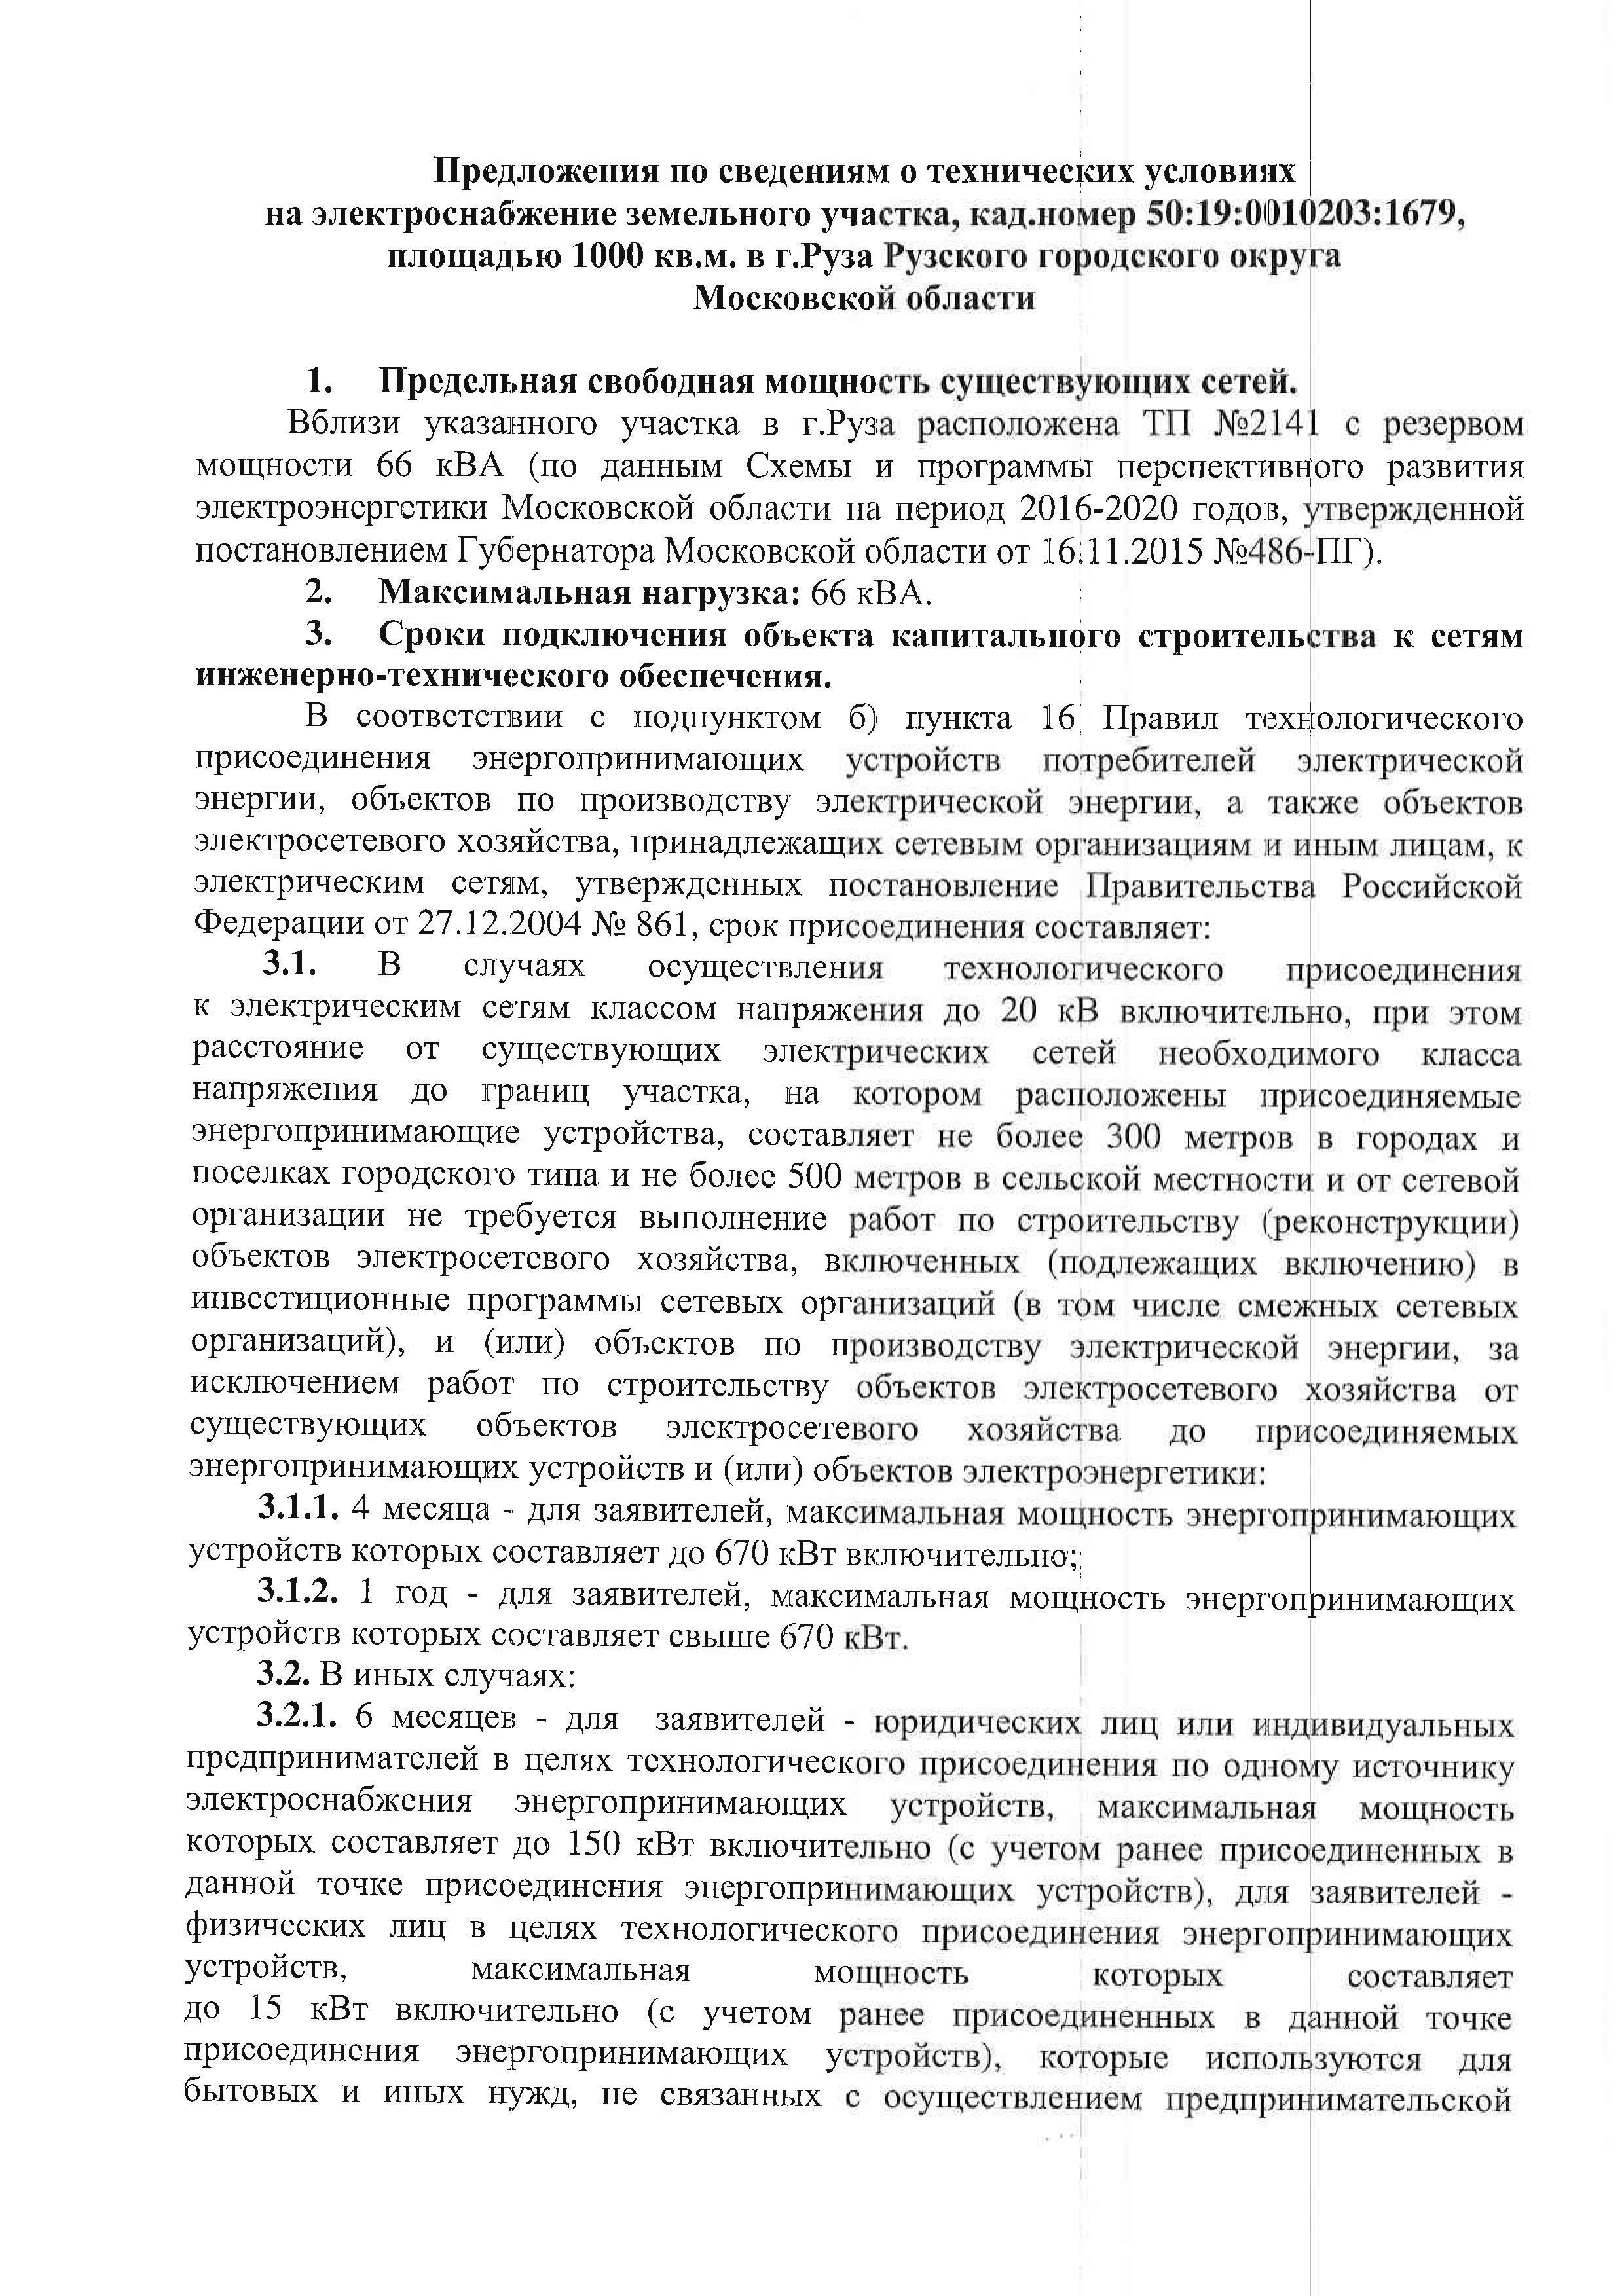 Предложения по сведениям о технических условиях
на электроснабжение земельного участка, кад.номер 50:19:0010203:1679,
площадью 1000 кв.м. в г.Руза Рузского городского округа
Московской области
1. Предельная свободная мощность существующих сетей.
Вблизи указанного участка в г.Руза расположена ТП №2141 с резервом
мощности 66 кВА (по данным Схемы и программы перспективного развития
электроэнергетики Московской области на период 2016-2020 годов, утвержденной
постановлением Губернатора Московской области от 16.11.2015 №486-ПГ).
2. Максимальная нагрузка: 66 кВА.
3. Сроки подключения объекта капитального строительства к сетям
инженерно-технического обеспечения.
В соответствии с подпунктом б) пункта 16 Правил технологического
присоединения энергопринимающих устройств потребителей электрической
энергии, объектов по производству электрической энергии, а также объектов
электросетевого хозяйства, принадлежащих сетевым организациям и иным лицам, к
электрическим сетям, утвержденных постановление Правительства Российской
Федерации от 27.12.2004 № 861, срок присоединения составляет:
3.1. В случаях осуществления технологического присоединения
к электрическим сетям классом напряжения до 20 кВ включительно, при этом
расстояние от существующих электрических сетей необходимого класса
напряжения до границ участка, на котором расположены присоединяемые
энергопринимающие устройства, составляет не более 300 метров в городах и
поселках городского типа и не более 500 метров в сельской местности и от сетевой
организации не требуется выполнение работ по строительству (реконструкции)
объектов электросетевого хозяйства, включенных (подлежащих включению) в
инвестиционные программы сетевых организаций (в том числе смежных сетевых
организаций), и (или) объектов по производству электрической энергии, за
исключением работ по строительству объектов электросетевого хозяйства от
существующих объектов электросетевого хозяйства до присоединяемых
энергопринимающих устройств и (или) объектов электроэнергетики:
3.1.1. 4 месяца - для заявителей, максимальная мощность энергопринимающих
устройств которых составляет до 670 кВт включительно;
3.1.2. 1 год - для заявителей, максимальная мощность энергопринимающих
устройств которых составляет свыше 670 кВт.
3.2. В иных случаях:
3.2.1. 6 месяцев - для заявителей - юридических лиц или индивидуальных
предпринимателей в целях технологического присоединения по одному источнику
электроснабжения энергопринимающих устройств, максимальная мощность
которых составляет до 150 кВт включительно (с учетом ранее присоединенных в
данной точке присоединения энергопринимающих устройств), для заявителей -
физических лиц в целях технологического присоединения энергопринимающих
устройств, максимальная мощность которых составляет
до 15 кВт включительно (с учетом ранее присоединенных в данной точке
присоединения энергопринимающих устройств), которые используются для
бытовых и иных нужд, не связанных с осуществлением предпринимательской